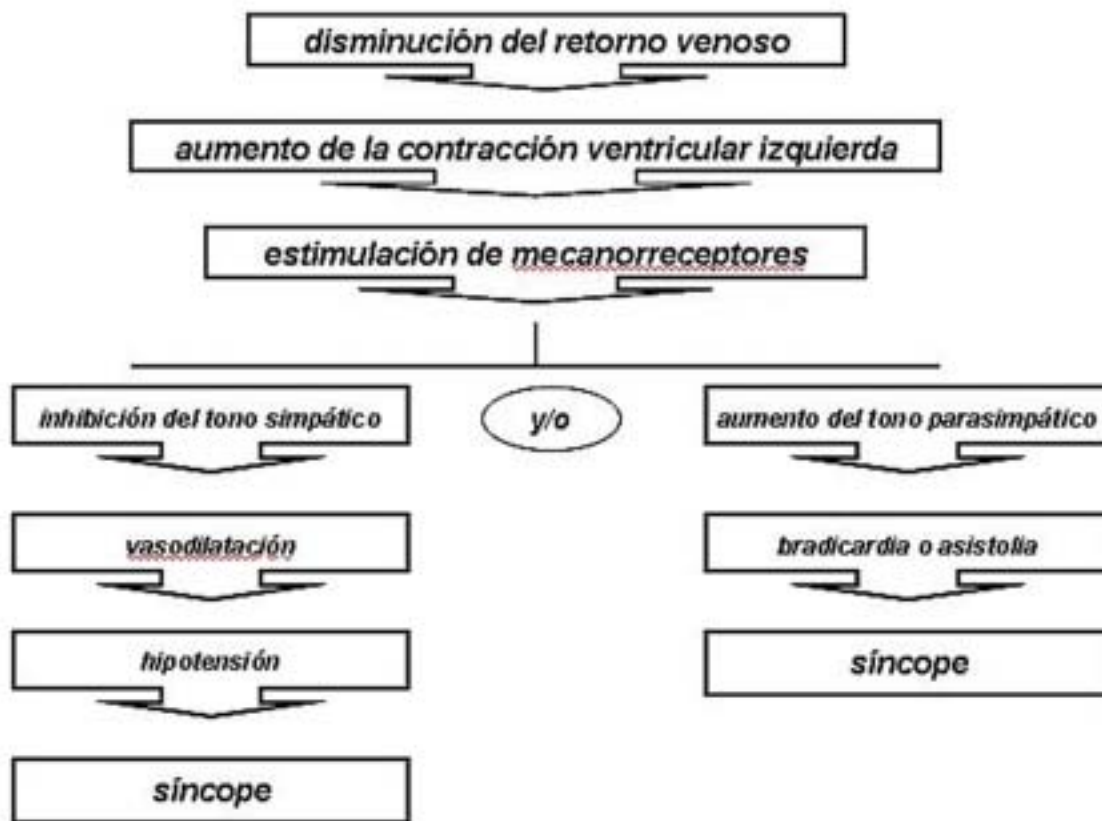 disminución del retorno venoso
aumento de la contracción ventricular izquierda
estimulación de mecanorreceptores
inhibición del tono simpático
y/o
aumento del tono parasimpático
vasodilatación
bradicardia o asistolia
hipotensión
síncope
síncope